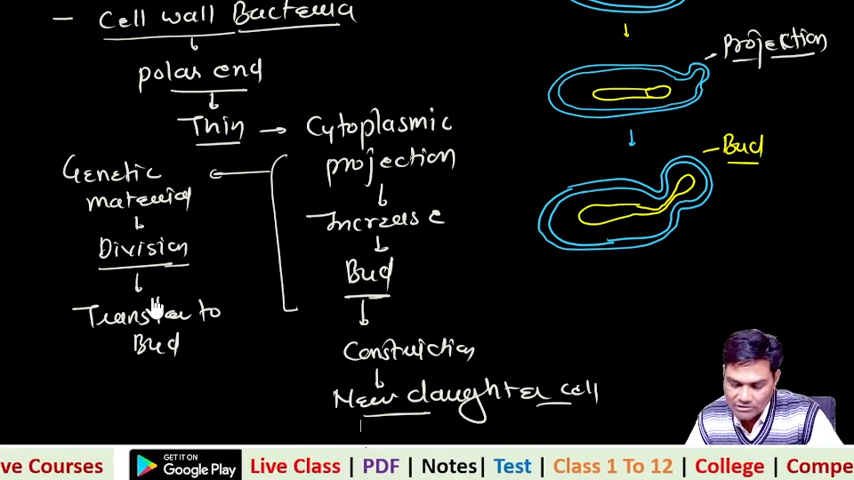 - Cell wall Bacteria
polar end
Thin → Cytoplasmic
projection
Increase
Bud
Constriction
New daughter cell
Genetic
material
Division
Transfer to
Bud
Projection
Bud
ve Courses
GET IT ON
Google Play
Live Class | PDF | Notes| Test | Class 1 To 12 | College | Compe